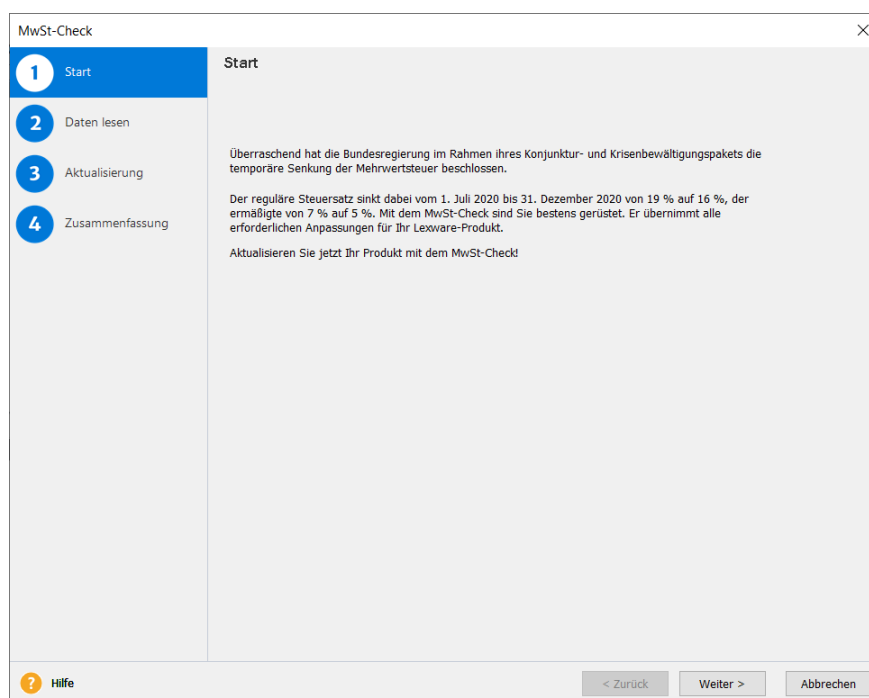 MwSt-Check
1 Start
2 Daten lesen
3 Aktualisierung
4 Zusammenfassung
Start
Überraschend hat die Bundesregierung im Rahmen ihres Konjunktur- und Krisenbewältigungspakets die
temporäre Senkung der Mehrwertsteuer beschlossen.
Der reguläre Steuersatz sinkt dabei vom 1. Juli 2020 bis 31. Dezember 2020 von 19 % auf 16 %, der
ermäßigte von 7 % auf 5 %. Mit dem MwSt-Check sind Sie bestens gerüstet. Er übernimmt alle
erforderlichen Anpassungen für Ihr Lexware-Produkt.
Aktualisieren Sie jetzt Ihr Produkt mit dem MwSt-Check!
? Hilfe
< Zurück
Weiter >
Abbrechen